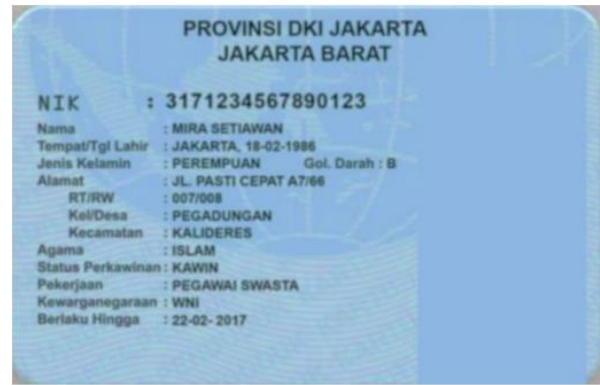 PROVINSI DKI JAKARTA
JAKARTA BARAT
NIK : 3171234567890123
Nama : MIRA SETIAWAN
Tempat/Tgl Lahir : JAKARTA, 18-02-1986
Jenis Kelamin : PEREMPUAN Gol. Darah : B
Alamat : JL. PASTI CEPAT A7/66
RT/RW : 007/008
Kel/Desa : PEGADUNGAN
Kecamatan : KALIDERES
Agama : ISLAM
Status Perkawinan : KAWIN
Pekerjaan : PEGAWAI SWASTA
Kewarganegaraan : WNI
Berlaku Hingga : 22-02- 2017